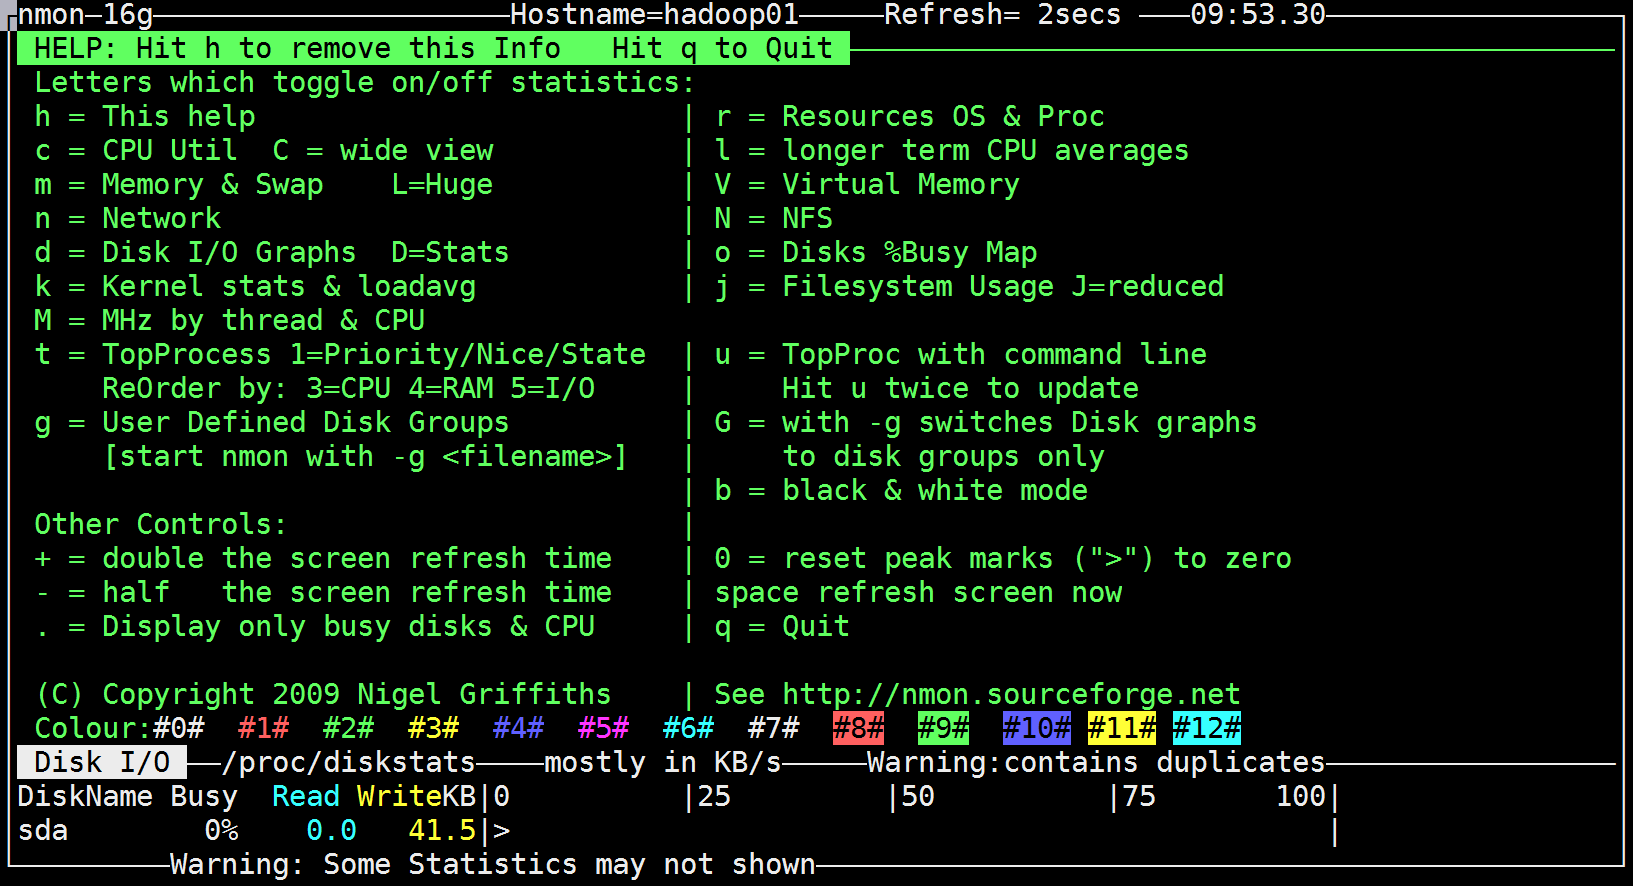 nmon-16g Hostname=hadoop01 Refresh= 2secs 09:53.30
HELP: Hit h to remove this Info   Hit q to Quit
Letters which toggle on/off statistics:
h = This help | r = Resources OS & Proc
c = CPU Util  C = wide view | l = longer term CPU averages
m = Memory & Swap    L=Huge | V = Virtual Memory
n = Network | N = NFS
d = Disk I/O Graphs  D=Stats | o = Disks %Busy Map
k = Kernel stats & loadavg | j = Filesystem Usage J=reduced
M = MHz by thread & CPU
t = TopProcess 1=Priority/Nice/State | u = TopProc with command line
ReOrder by: 3=CPU 4=RAM 5=I/O | Hit u twice to update
g = User Defined Disk Groups | G = with -g switches Disk graphs
[start nmon with -g <filename>] | to disk groups only
| b = black & white mode
Other Controls: |
+ = double the screen refresh time | 0 = reset peak marks (">") to zero
- = half   the screen refresh time | space refresh screen now
. = Display only busy disks & CPU | q = Quit
(C) Copyright 2009 Nigel Griffiths | See http://nmon.sourceforge.net
Colour:#0# #1# #2# #3# #4# #5# #6# #7# #8# #9# #10# #11# #12#
Disk I/O /proc/diskstats mostly in KB/s Warning:contains duplicates
DiskName Busy Read WriteKB|0 |25 |50 |75 100|
sda 0% 0.0 41.5|> |
Warning: Some Statistics may not shown